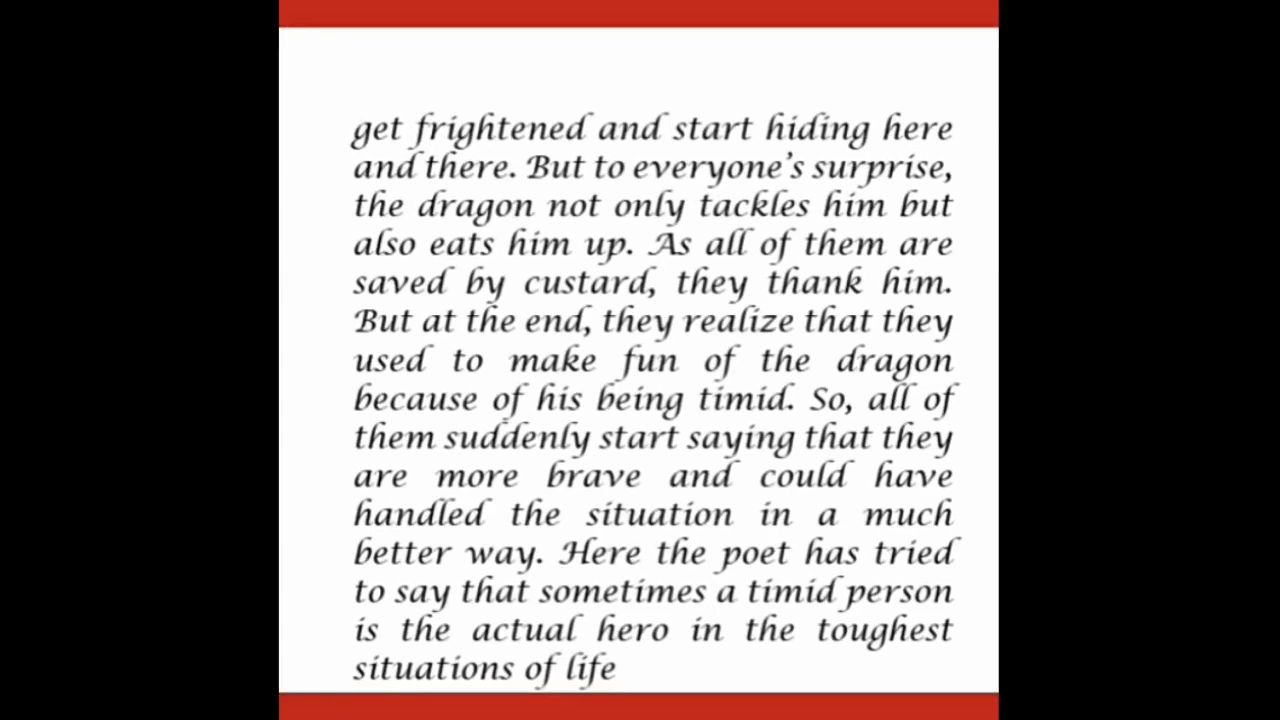 get frightened and start hiding here
and there. But to everyone’s surprise,
the dragon not only tackles him but
also eats him up. As all of them are
saved by custard, they thank him.
But at the end, they realize that they
used to make fun of the dragon
because of his being timid. So, all of
them suddenly start saying that they
are more brave and could have
handled the situation in a much
better way. Here the poet has tried
to say that sometimes a timid person
is the actual hero in the toughest
situations of life